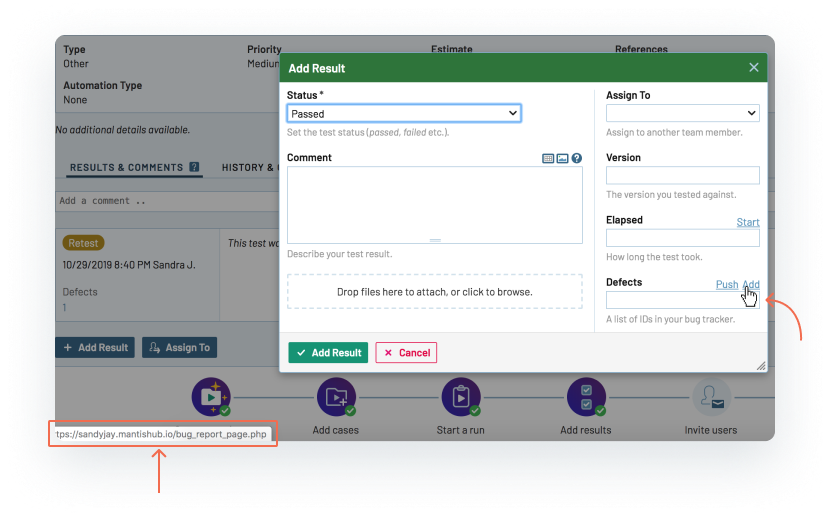 Type
Other
Priority
Medium
Estimate
References
Automation Type
None
No additional details available.
RESULTS & COMMENTS ?
HISTORY &
Add a comment ..
Retest
This test wo
10/29/2019 8:40 PM Sandra J.
Defects
1
+ Add Result
Assign To
Add Result
Status *
Passed
Set the test status (passed, failed etc.).
Comment
?
Describe your test result.
Drop files here to attach, or click to browse.
Assign To
Assign to another team member.
Version
The version you tested against.
Elapsed
Start
How long the test took.
Defects
Push Add
A list of IDs in your bug tracker.
Add Result
Cancel
Add cases
Start a run
Add results
Invite users
tps://sandyjay.mantishub.io/bug_report_page.php